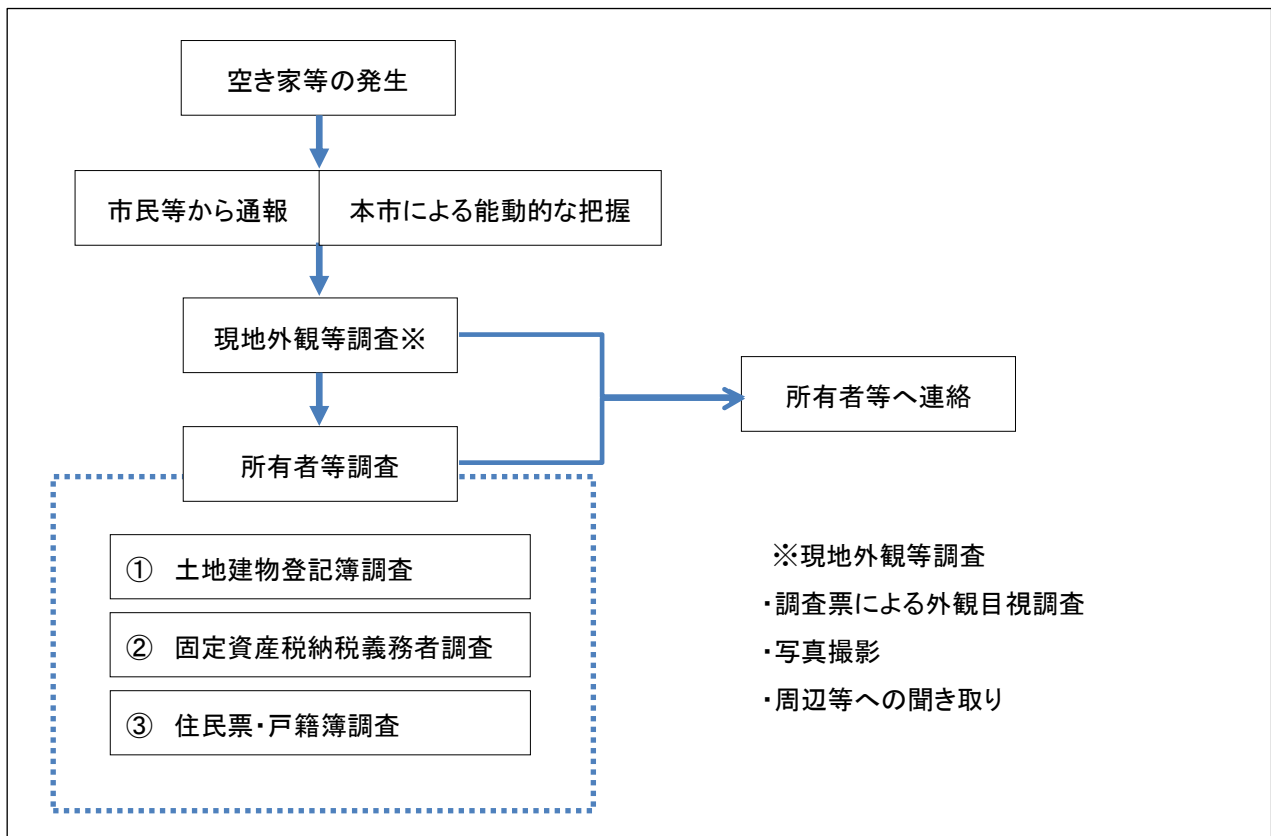 空き家等の発生
市民等から通報
本市による能動的な把握
現地外観等調査※
所有者等へ連絡
所有者等調査
① 土地建物登記簿調査
② 固定資産税納税義務者調査
③ 住民票・戸籍簿調査
※現地外観等調査
・調査票による外観目視調査
・写真撮影
・周辺等への聞き取り